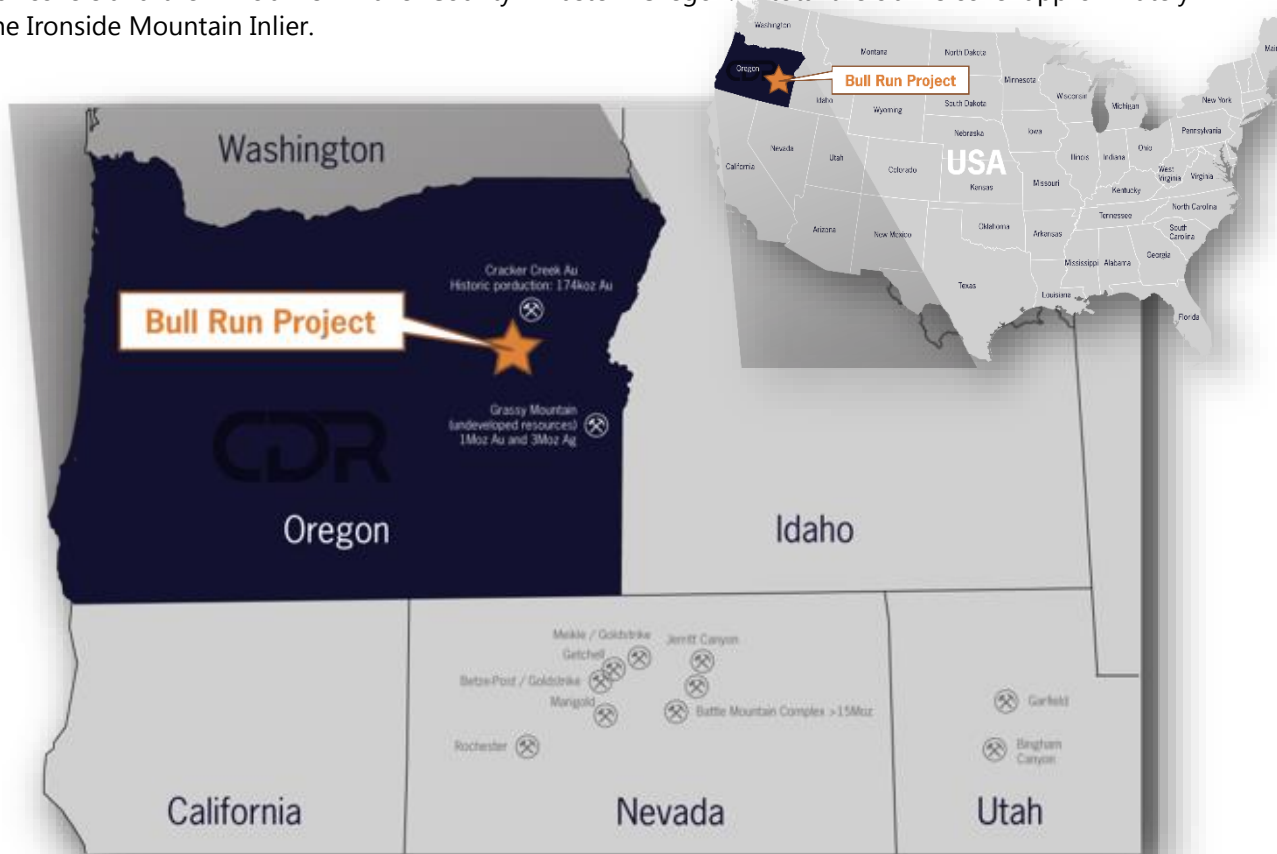 he Ironside Mountain Inlier.
Washington
Oregon
Bull Run Project
California
Nevada
Idaho
Utah
Arizona
Montana
Wyoming
Colorado
New Mexico
North Dakota
South Dakota
Nebraska
USA
Kansas
Oklahoma
Texas
Minnesota
Iowa
Missouri
Arkansas
Louisiana
Wisconsin
Illinois
Michigan
Indiana
Ohio
Kentucky
Tennessee
Mississippi
Alabama
Georgia
Florida
South
Carolina
North Carolina
West
Virginia
Virginia
Pennsylvania
New York
Washington
Cracker Creek Au
Historic porduction: 174koz Au
Bull Run Project
Grassy Mountain
(undeveloped resources)
1Moz Au and 3Moz Ag
CDR
Oregon
Idaho
Meikle / Goldstrike
Jerritt Canyon
Getchell
Betze-Post / Goldstrike
Marigold
Battle Mountain Complex >15Moz
Rochester
Garfield
Bingham
Canyon
California
Nevada
Utah